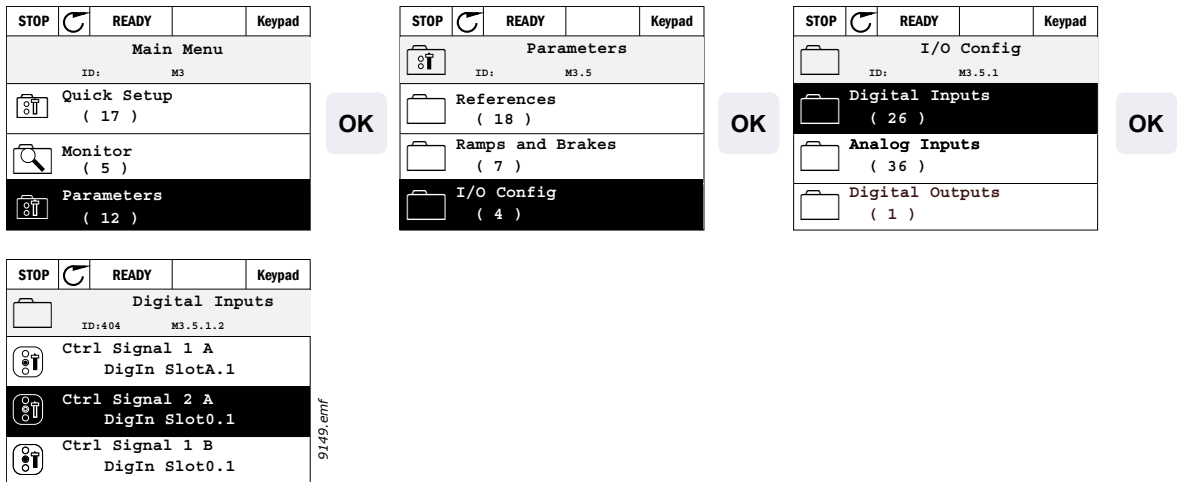 STOP READY Keypad
Main Menu
ID: M3
Quick Setup
( 17 )
Monitor
( 5 )
Parameters
( 12 )
OK
STOP READY Keypad
Parameters
ID: M3.5
References
( 18 )
Ramps and Brakes
( 7 )
I/O Config
( 4 )
OK
STOP READY Keypad
I/O Config
ID: M3.5.1
Digital Inputs
( 26 )
Analog Inputs
( 36 )
Digital Outputs
( 1 )
OK
STOP READY Keypad
Digital Inputs
ID:404 M3.5.1.2
Ctrl Signal 1 A
DigIn SlotA.1
Ctrl Signal 2 A
DigIn Slot0.1
Ctrl Signal 1 B
DigIn Slot0.1
9149.emf